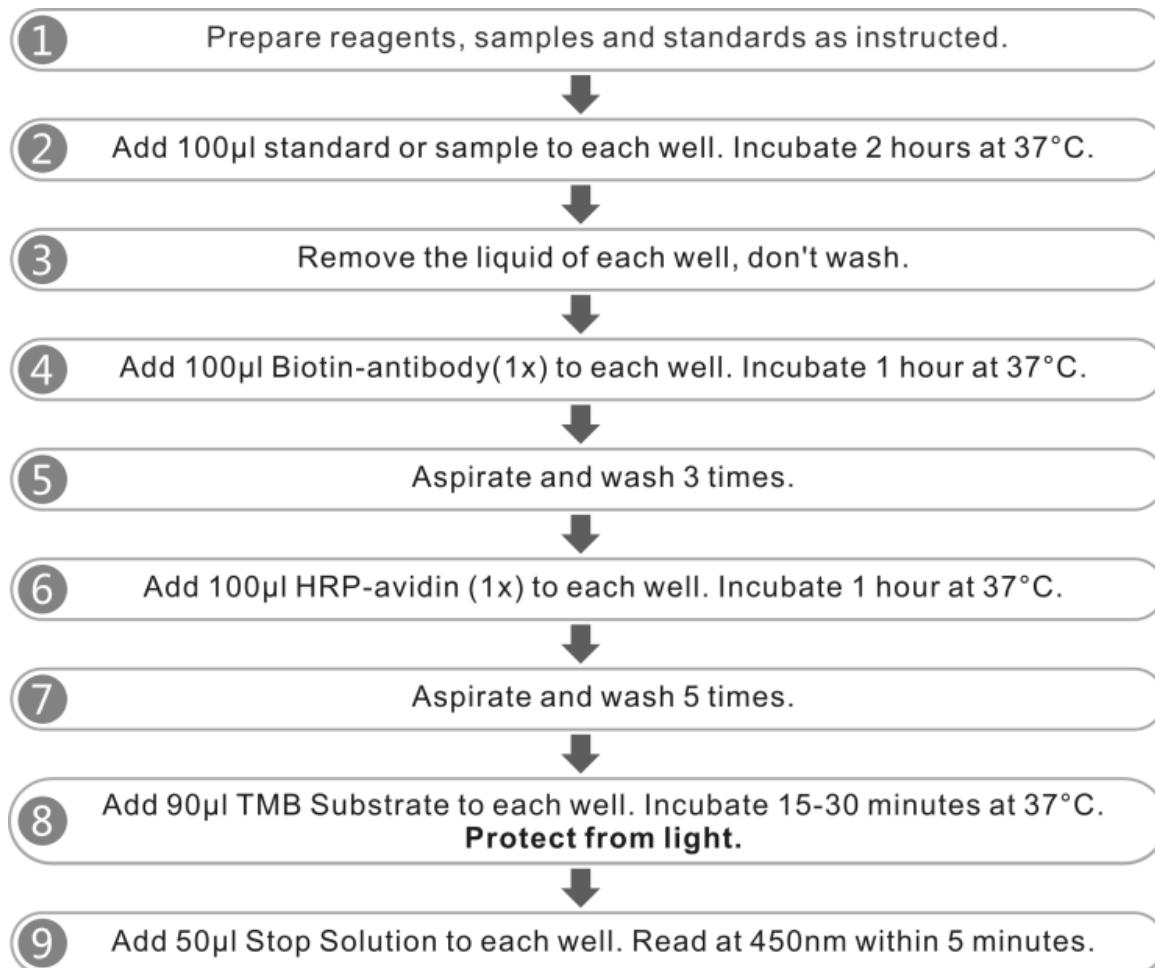 1 Prepare reagents, samples and standards as instructed.
2 Add 100µl standard or sample to each well. Incubate 2 hours at 37°C.
3 Remove the liquid of each well, don't wash.
4 Add 100µl Biotin-antibody(1x) to each well. Incubate 1 hour at 37°C.
5 Aspirate and wash 3 times.
6 Add 100µl HRP-avidin (1x) to each well. Incubate 1 hour at 37°C.
7 Aspirate and wash 5 times.
8 Add 90µl TMB Substrate to each well. Incubate 15-30 minutes at 37°C.
Protect from light.
9 Add 50µl Stop Solution to each well. Read at 450nm within 5 minutes.